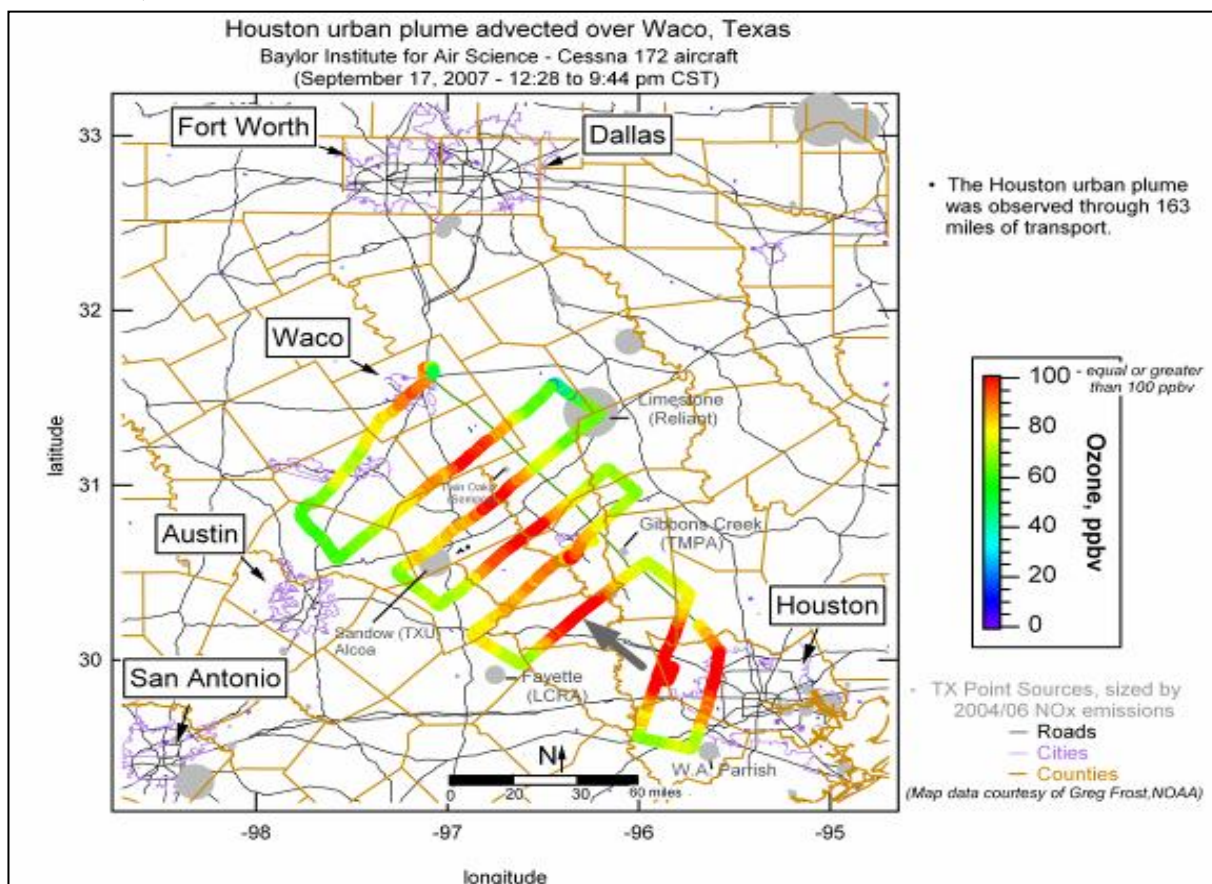 Houston urban plume advected over Waco, Texas
Baylor Institute for Air Science - Cessna 172 aircraft
(September 17, 2007 - 12:28 to 9:44 pm CST)
Fort Worth
Dallas
33
• The Houston urban plume
was observed through 163
miles of transport.
32
Waco
Limestone
(Reliant)
latitude
31
Twin Oaks
Gibbons Creek
(TMPA)
Austin
Houston
Sandow (TXU)
Alcoa
30
Fayette
(LCRA)
San Antonio
W.A. Parrish
N
0 20 30 60 miles
-98 -97 -96 -95
longitude
100
80
60
40
20
0
- equal or greater
than 100 ppbv
Ozone, ppbv
TX Point Sources, sized by
2004/06 NOx emissions
Roads
Cities
Counties
(Map data courtesy of Greg Frost,NOAA)